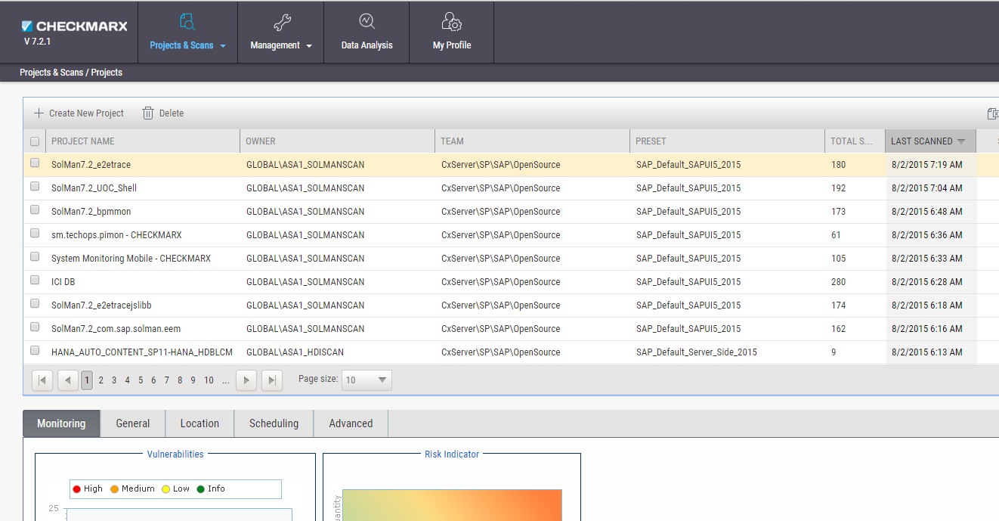 CHECKMARX
V 7.2.1
Projects & Scans
Management
Data Analysis
My Profile
Projects & Scans / Projects
Create New Project Delete
PROJECT NAME OWNER TEAM PRESET TOTAL S... LAST SCANNED
SolMan7.2_e2etrace GLOBAL\ASA1_SOLMANSCAN CxServer\SP\SAP\OpenSource SAP_Default_SAPUI5_2015 180 8/2/2015 7:19 AM
SolMan7.2_UOC_Shell GLOBAL\ASA1_SOLMANSCAN CxServer\SP\SAP\OpenSource SAP_Default_SAPUI5_2015 192 8/2/2015 7:04 AM
SolMan7.2_bpmmon GLOBAL\ASA1_SOLMANSCAN CxServer\SP\SAP\OpenSource SAP_Default_SAPUI5_2015 173 8/2/2015 6:48 AM
sm.techops.pimon - CHECKMARX GLOBAL\ASA1_SOLMANSCAN CxServer\SP\SAP\OpenSource SAP_Default_SAPUI5_2015 61 8/2/2015 6:36 AM
System Monitoring Mobile - CHECKMARX GLOBAL\ASA1_SOLMANSCAN CxServer\SP\SAP\OpenSource SAP_Default_SAPUI5_2015 105 8/2/2015 6:33 AM
ICI DB GLOBAL\ASA1_SOLMANSCAN CxServer\SP\SAP\OpenSource SAP_Default_SAPUI5_2015 280 8/2/2015 6:28 AM
SolMan7.2_e2etracejslibb GLOBAL\ASA1_SOLMANSCAN CxServer\SP\SAP\OpenSource SAP_Default_SAPUI5_2015 174 8/2/2015 6:18 AM
SolMan7.2_com.sap.solman.eem GLOBAL\ASA1_SOLMANSCAN CxServer\SP\SAP\OpenSource SAP_Default_SAPUI5_2015 162 8/2/2015 6:16 AM
HANA_AUTO_CONTENT_SP11-HANA_HDBLCM GLOBAL\ASA1_HDISCAN CxServer\SP\SAP\OpenSource SAP_Default_Server_Side_2015 9 8/2/2015 6:13 AM
1 2 3 4 5 6 7 8 9 10 ... Page size: 10
Monitoring General Location Scheduling Advanced
Vulnerabilities Risk Indicator
High Medium Low Info
25